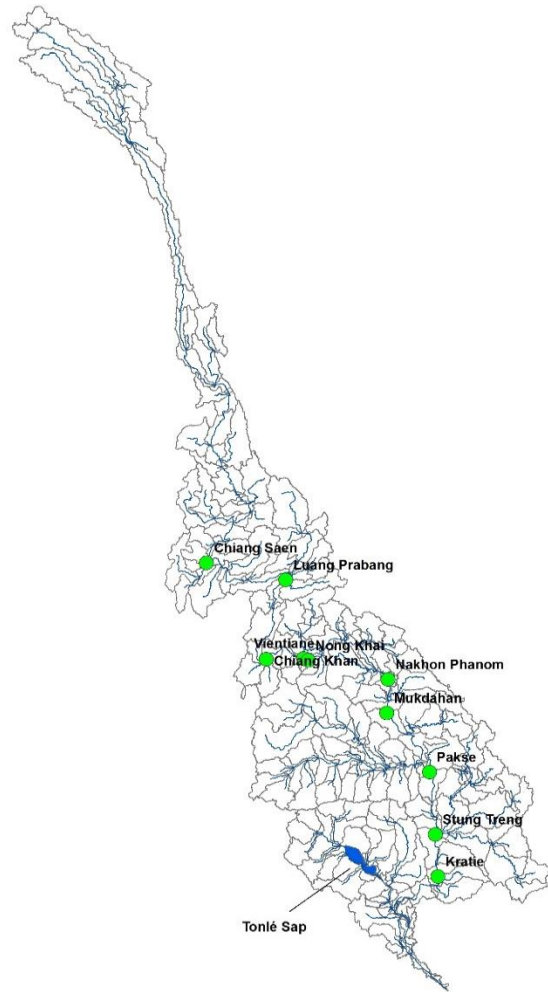 Chiang Saen
Luang Prabang
Vientiane
Nong Khai
Chiang Khan
Nakhon Phanom
Mukdahan
Pakse
Stung Treng
Kratie
Tonlé Sap